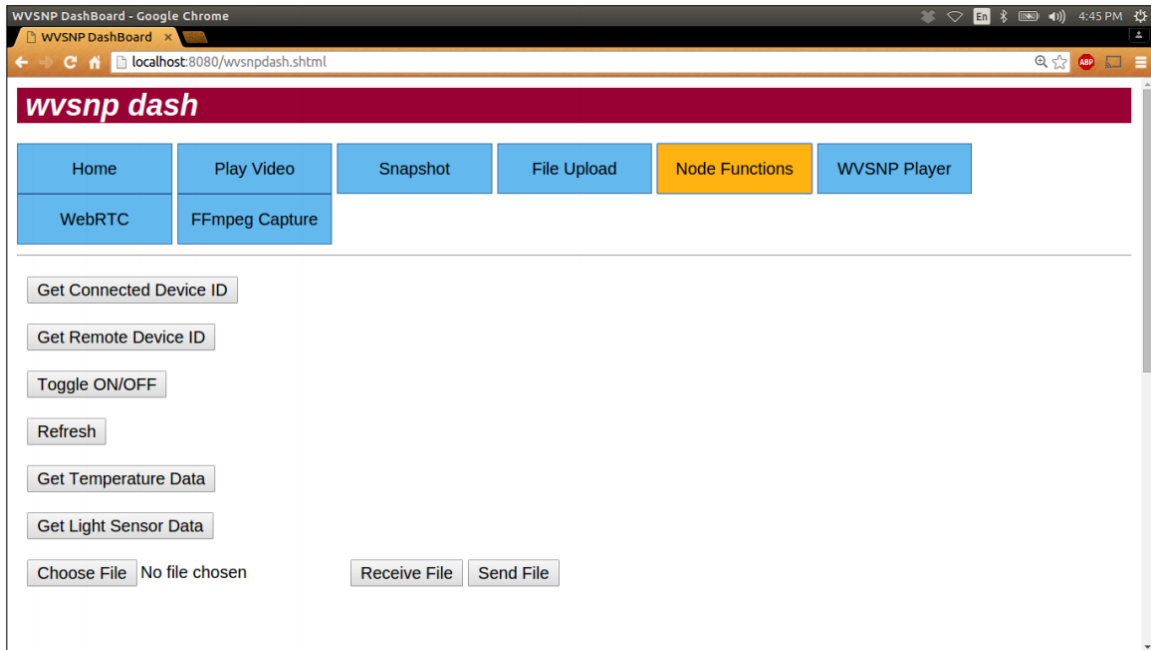 WVSNP DashBoard - Google Chrome En 4:45 PM
WVSNP DashBoard ×
localhost:8080/wvsnpdash.shtml ABP
wvsnp dash
Home Play Video Snapshot File Upload Node Functions WVSNP Player
WebRTC FFmpeg Capture
Get Connected Device ID
Get Remote Device ID
Toggle ON/OFF
Refresh
Get Temperature Data
Get Light Sensor Data
Choose File No file chosen Receive File Send File